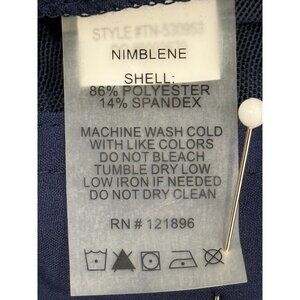 STYLE #TN-530953
NIMBLENE
SHELL:
86% POLYESTER
14% SPANDEX
MACHINE WASH COLD
WITH LIKE COLORS
DO NOT BLEACH
TUMBLE DRY LOW
LOW IRON IF NEEDED
DO NOT DRY CLEAN
RN # 121896